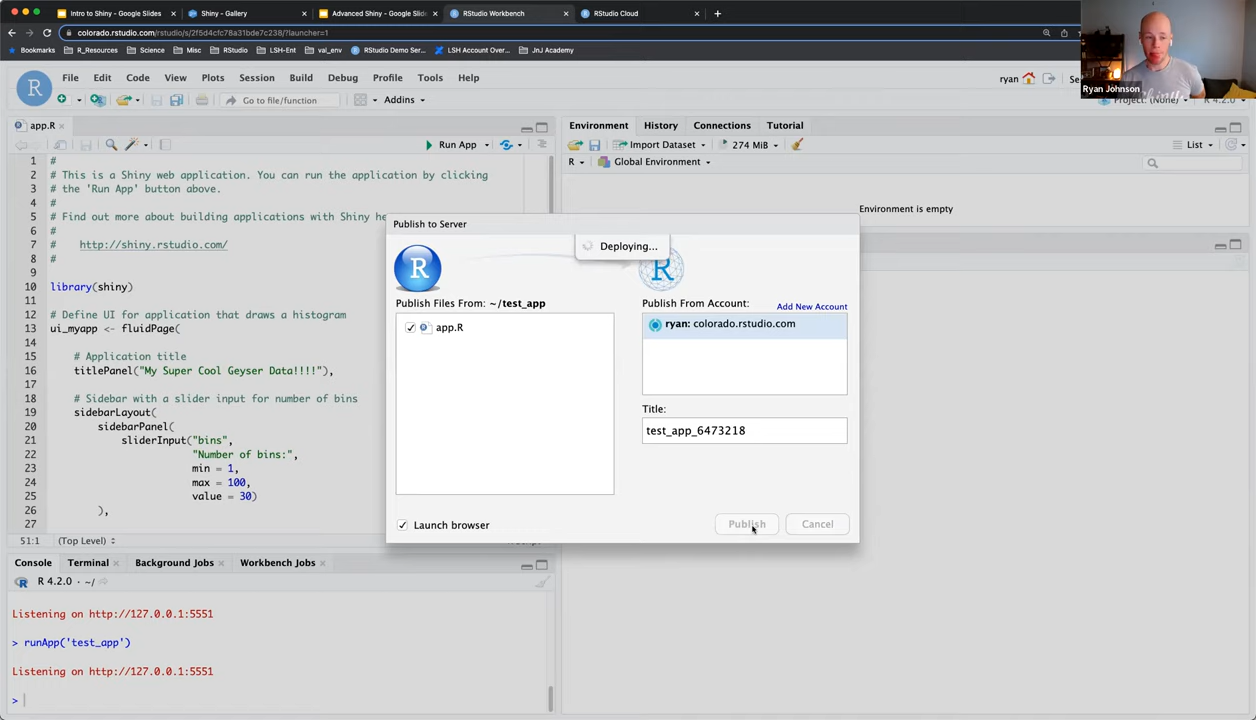 Intro to Shiny - Google Slides
Shiny - Gallery
Advanced Shiny - Google Slid
RStudio Workbench
RStudio Cloud
colorado.rstudio.com/rstudio/s/2f5d4cfc78a31bde7c238/?launcher=1
Bookmarks
R_Resources
Science
Misc
RStudio
LSH-Ent
val_env
RStudio Demo Ser...
LSH Account Over...
JnJ Academy
File
Edit
Code
View
Plots
Session
Build
Debug
Profile
Tools
Help
ryan
Ryan Johnson
Go to file/function
Addins
Project: (None)
R 4.2.0
app.R
Run App
1 #
2 # This is a Shiny web application. You can run the application by clicking
3 # the 'Run App' button above.
4 #
5 # Find out more about building applications with Shiny he
6 #
7 # http://shiny.rstudio.com/
8 #
9
10 library(shiny)
11
12 # Define UI for application that draws a histogram
13 ui_myapp <- fluidPage(
14
15 # Application title
16 titlePanel("My Super Cool Geyser Data!!!!"),
17
18 # Sidebar with a slider input for number of bins
19 sidebarLayout(
20 sidebarPanel(
21 sliderInput("bins",
22 "Number of bins:",
23 min = 1,
24 max = 100,
25 value = 30)
26 ),
27
51:1
(Top Level)
Console
Terminal
Background Jobs
Workbench Jobs
R 4.2.0 · ~/
Listening on http://127.0.0.1:5551
> runApp('test_app')
Listening on http://127.0.0.1:5551
>
Environment
History
Connections
Tutorial
Import Dataset
274 MiB
List
R
Global Environment
Environment is empty
Publish to Server
Deploying...
Publish Files From: ~/test_app
app.R
Publish From Account:
Add New Account
ryan: colorado.rstudio.com
Title:
test_app_6473218
Launch browser
Publish
Cancel